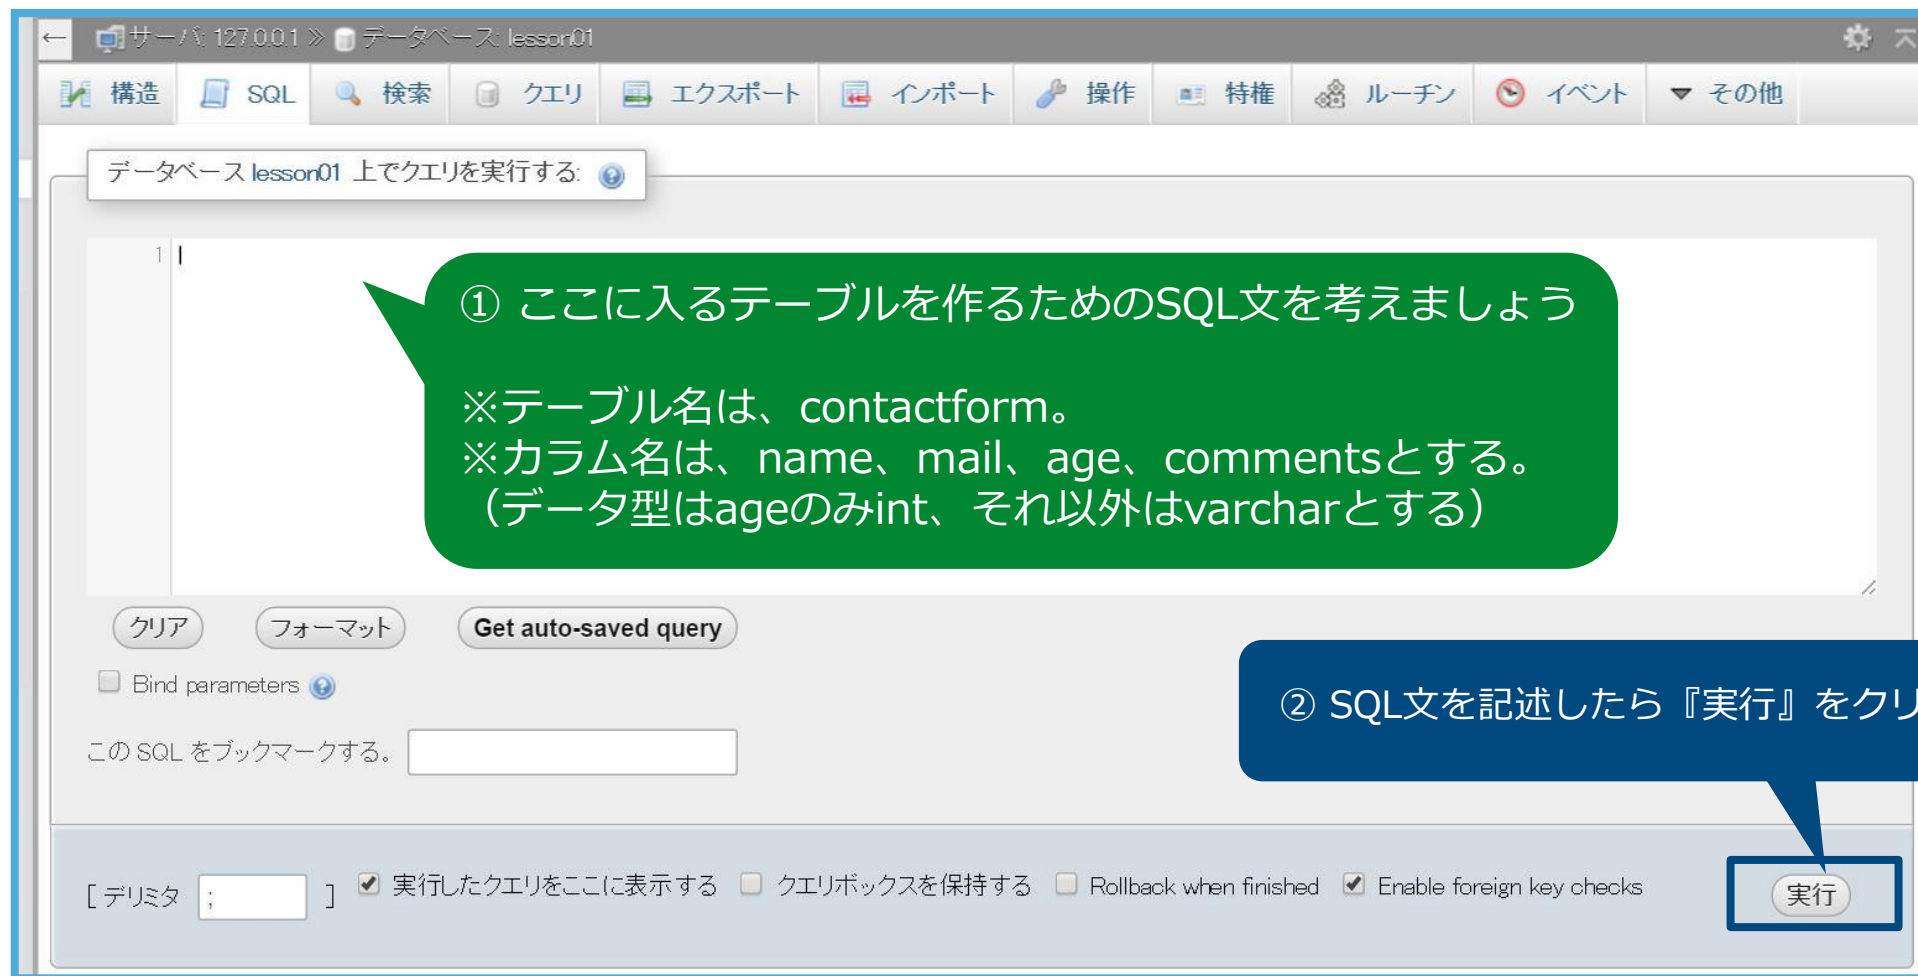 ← サーバ: 127.0.0.1 » データベース: lesson01
構造 SQL 検索 クエリ エクスポート インポート 操作 特権 ルーチン イベント ▼ その他
データベース lesson01 上でクエリを実行する:
1
① ここに入るテーブルを作るためのSQL文を考えましょう
※テーブル名は、contactform。
※カラム名は、name、mail、age、commentsとする。
（データ型はageのみint、それ以外はvarcharとする）
クリア フォーマット Get auto-saved query
Bind parameters
② SQL文を記述したら『実行』をクリ
この SQL をブックマークする。
[ デリミタ ; ] 実行したクエリをここに表示する クエリボックスを保持する Rollback when finished Enable foreign key checks 実行